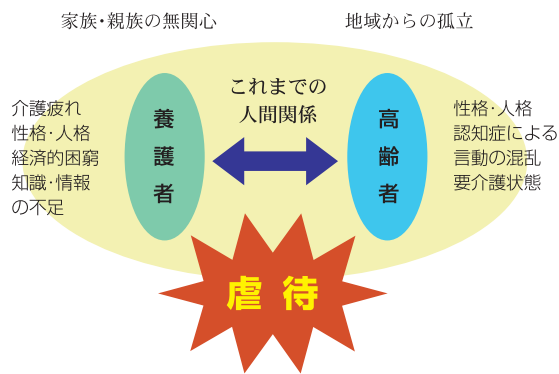 家族・親族の無関心
地域からの孤立
これまでの
人間関係
介護疲れ
性格・人格
経済的困窮
知識・情報
の不足
養護者
高齢者
性格・人格
認知症による
言動の混乱
要介護状態
虐待